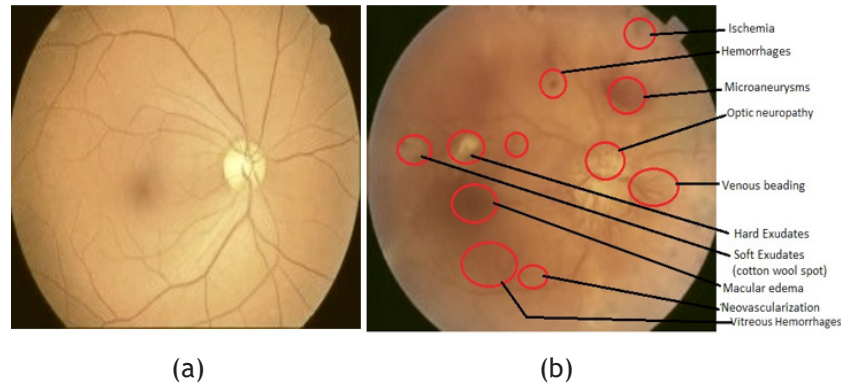 Ischemia
Hemorrhages
Microaneurysms
Optic neuropathy
Venous beading
Hard Exudates
Soft Exudates
(cotton wool spot)
Macular edema
Neovascularization
Vitreous Hemorrhages
(a)
(b)